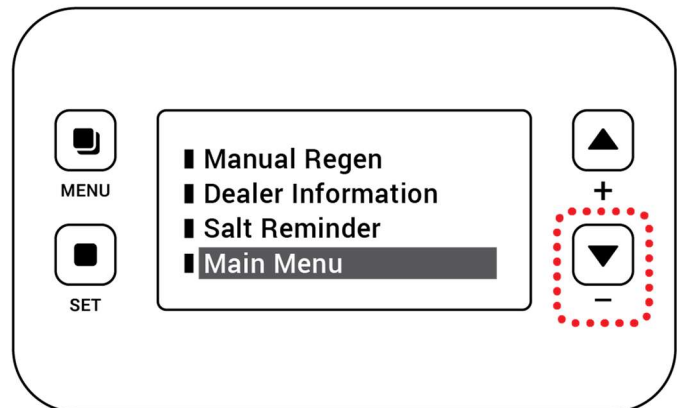 MENU
SET
Manual Regen
Dealer Information
Salt Reminder
Main Menu
+
−